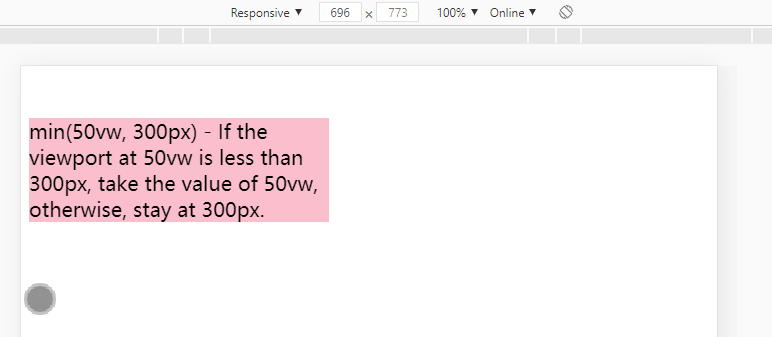 Responsive ▼ 696 × 773 100% ▼ Online ▼
min(50vw, 300px) - If the
viewport at 50vw is less than
300px, take the value of 50vw,
otherwise, stay at 300px.